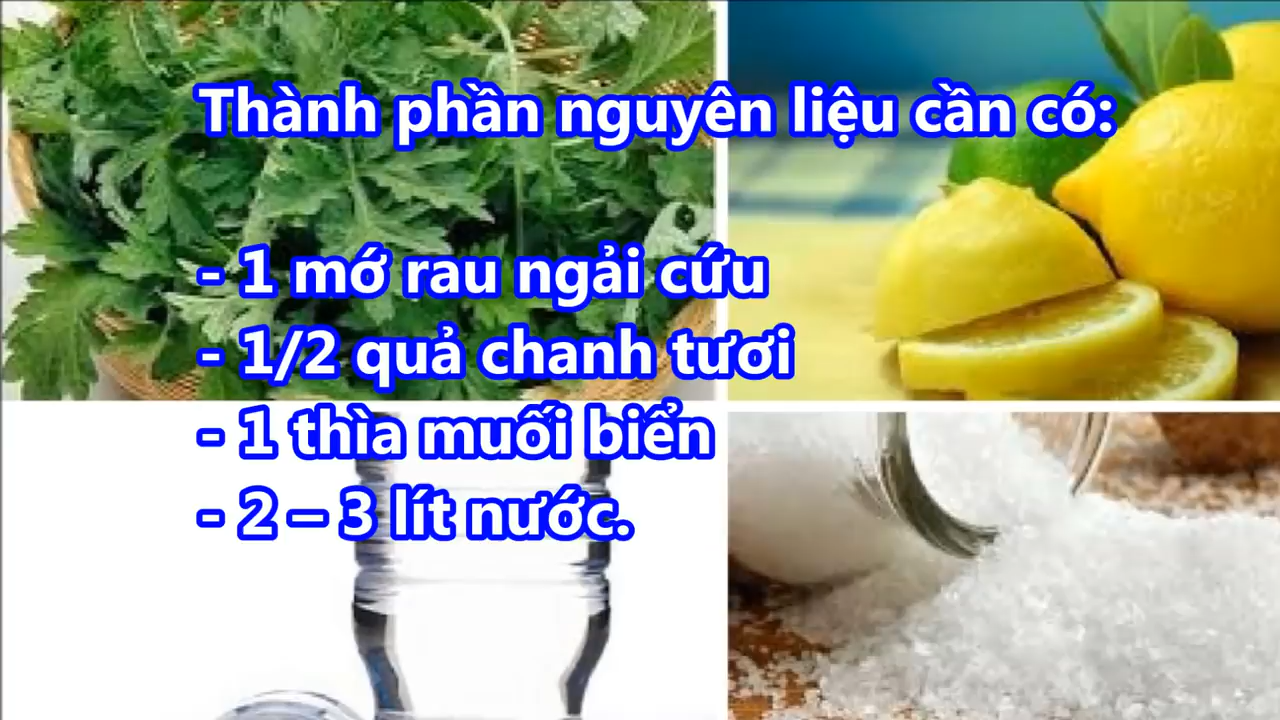 Thành phần nguyên liệu cần có:
- 1 mớ rau ngải cứu
- 1/2 quả chanh tươi
- 1 thìa muối biển
- 2 – 3 lít nước.